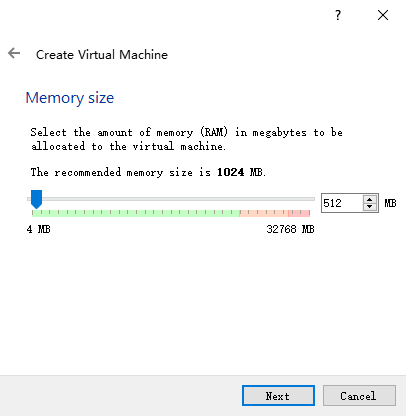 ?
Create Virtual Machine
Memory size
Select the amount of memory (RAM) in megabytes to be
allocated to the virtual machine.
The recommended memory size is 1024 MB.
512 MB
4 MB 32768 MB
Next Cancel